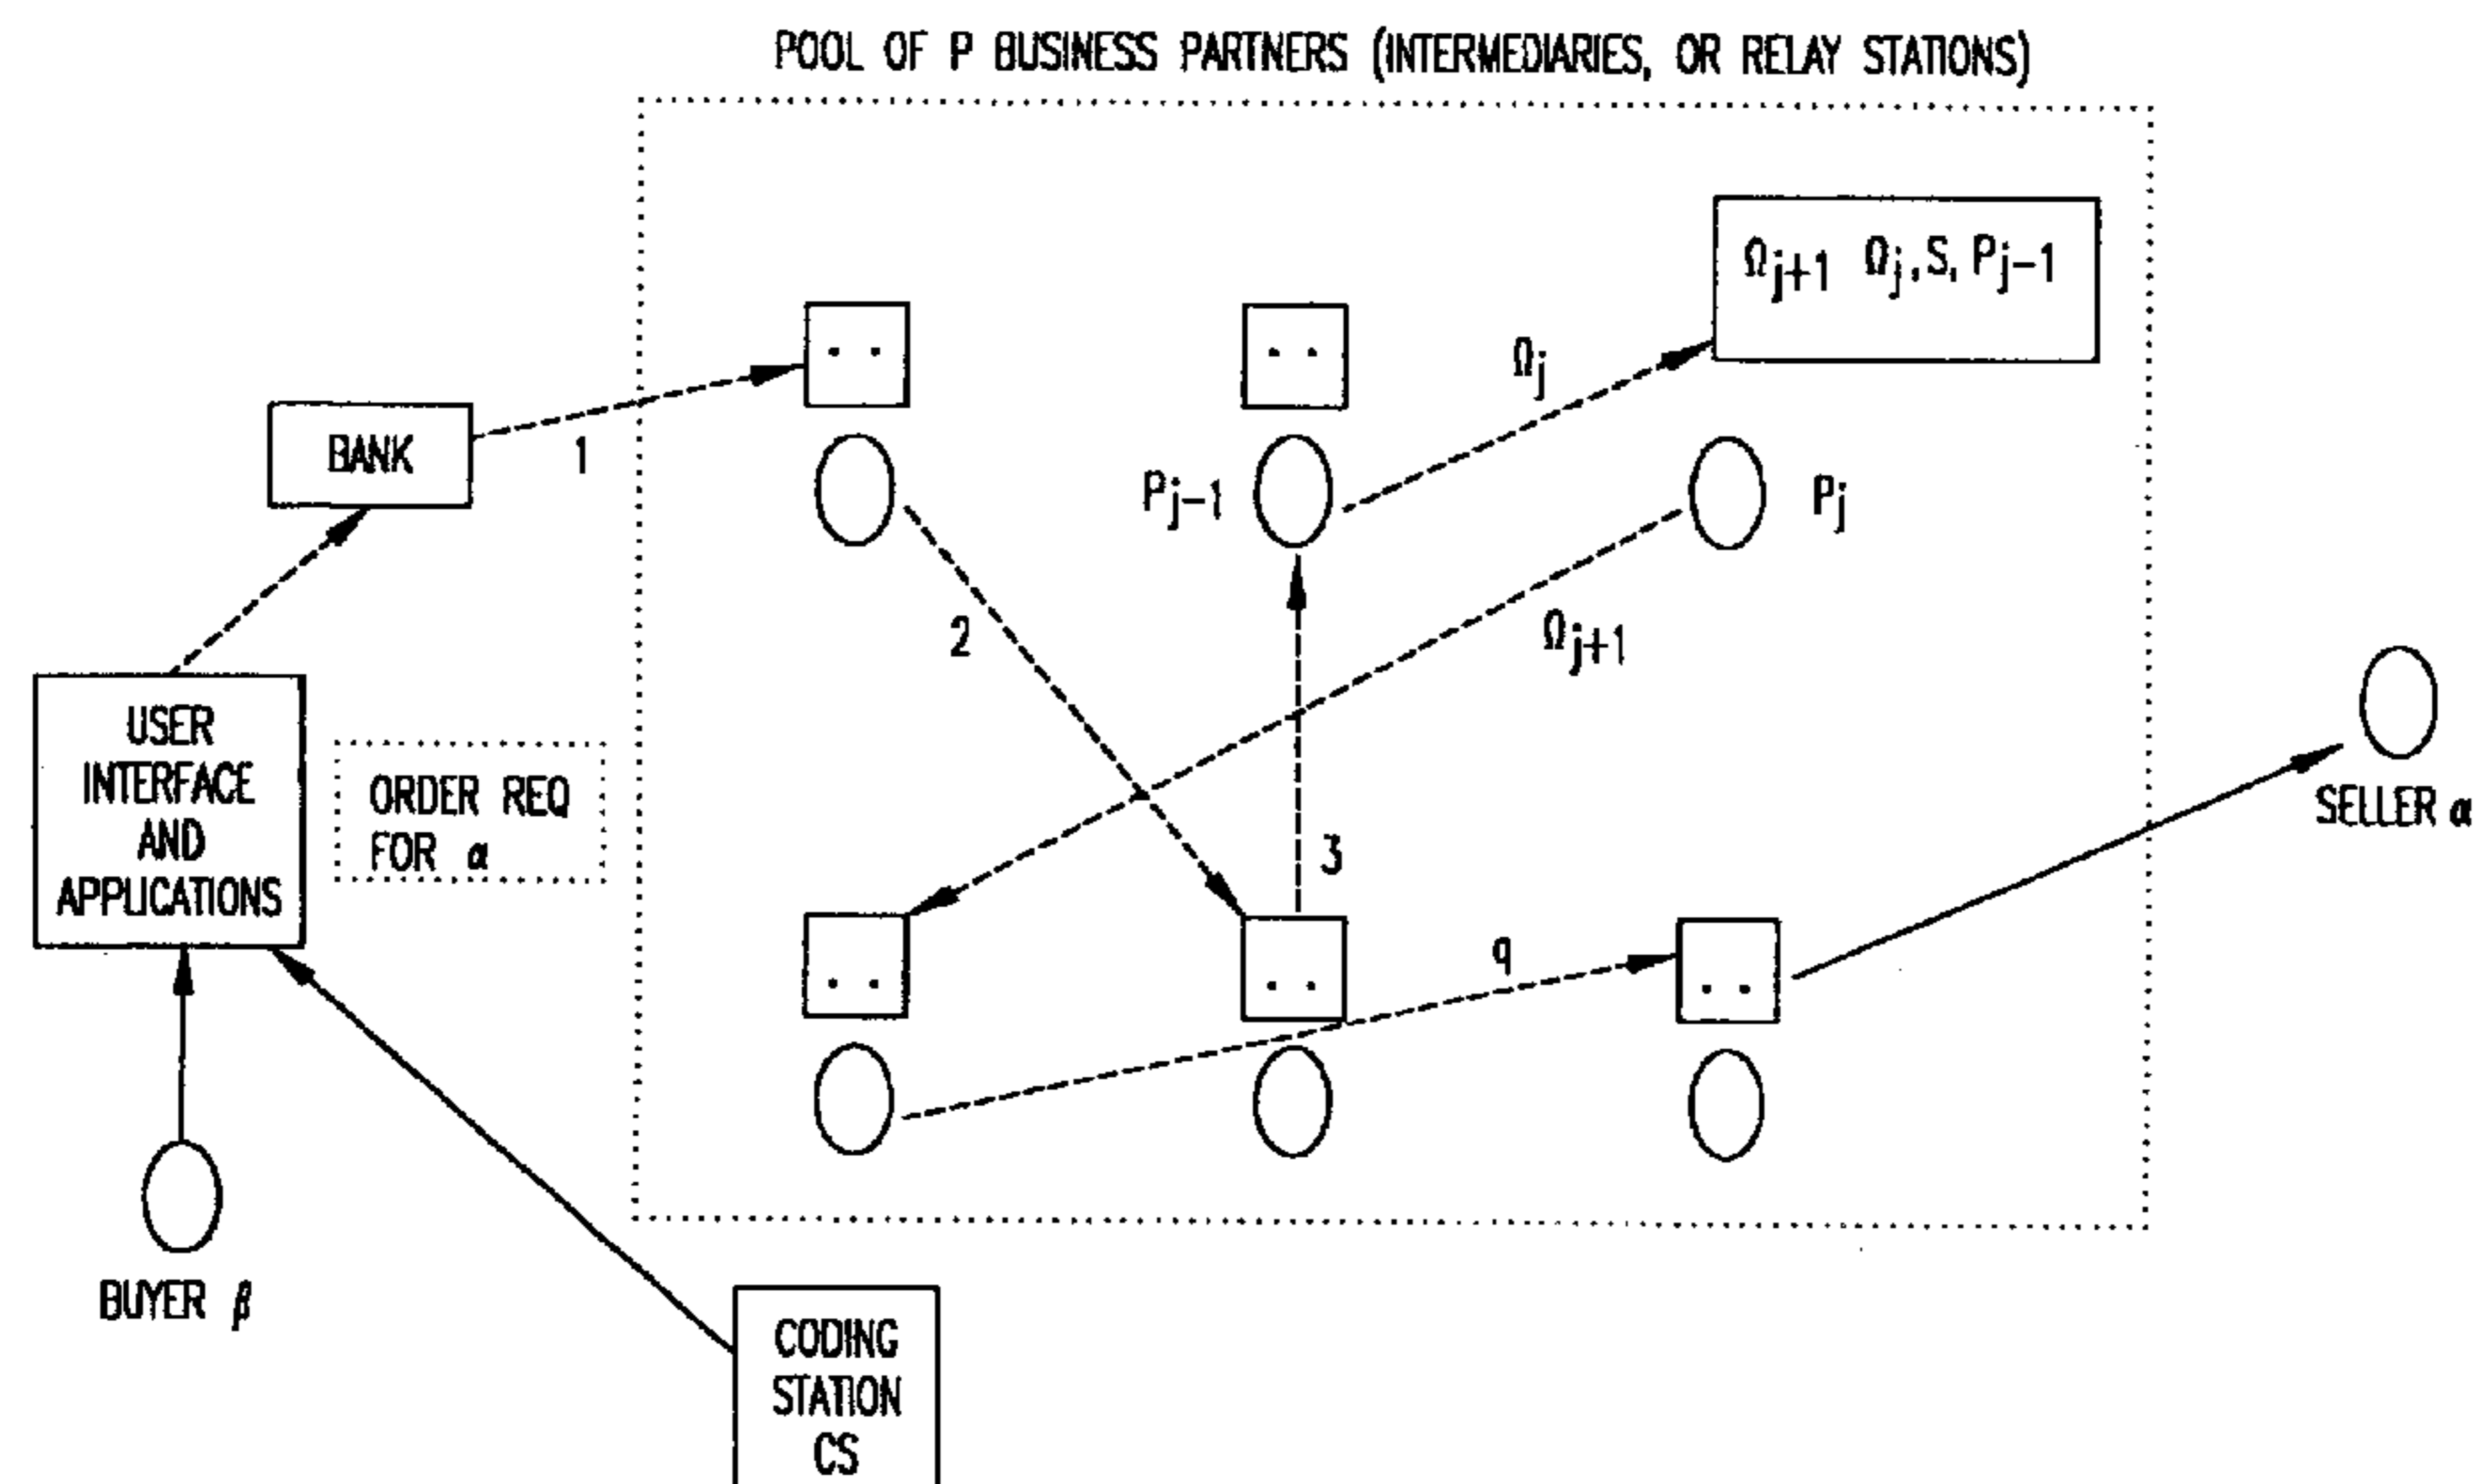 POOL OF P BUSINESS PARTNERS (INTERMEDIARIES, OR RELAY STATIONS)
Ωj+1 Ωj, S, Pj-1
Ωj
BANK
1
Pj-1
Pj
2
Ωj+1
USER
INTERFACE
AND
APPLICATIONS
ORDER REQ
FOR α
3
SELLER α
q
BUYER β
CODING
STATION
CS